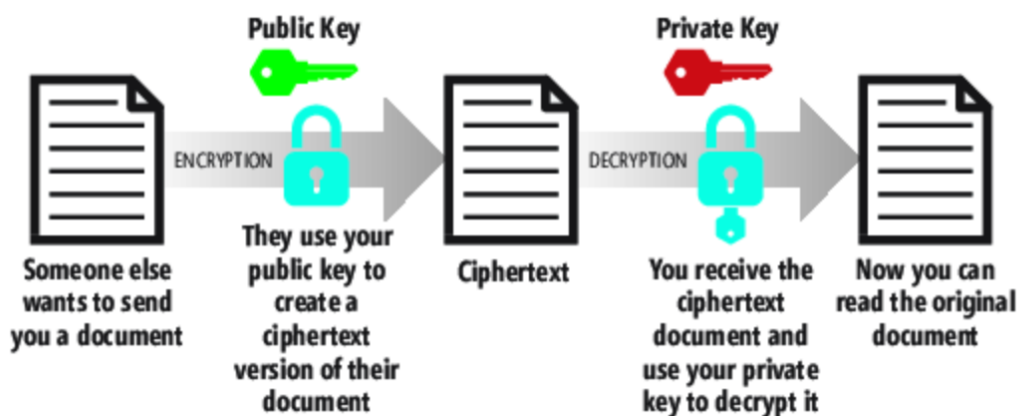 Public Key
Private Key
ENCRYPTION
DECRYPTION
Someone else
wants to send
you a document
They use your
public key to
create a
ciphertext
version of their
document
Ciphertext
You receive the
ciphertext
document and
use your private
key to decrypt it
Now you can
read the original
document